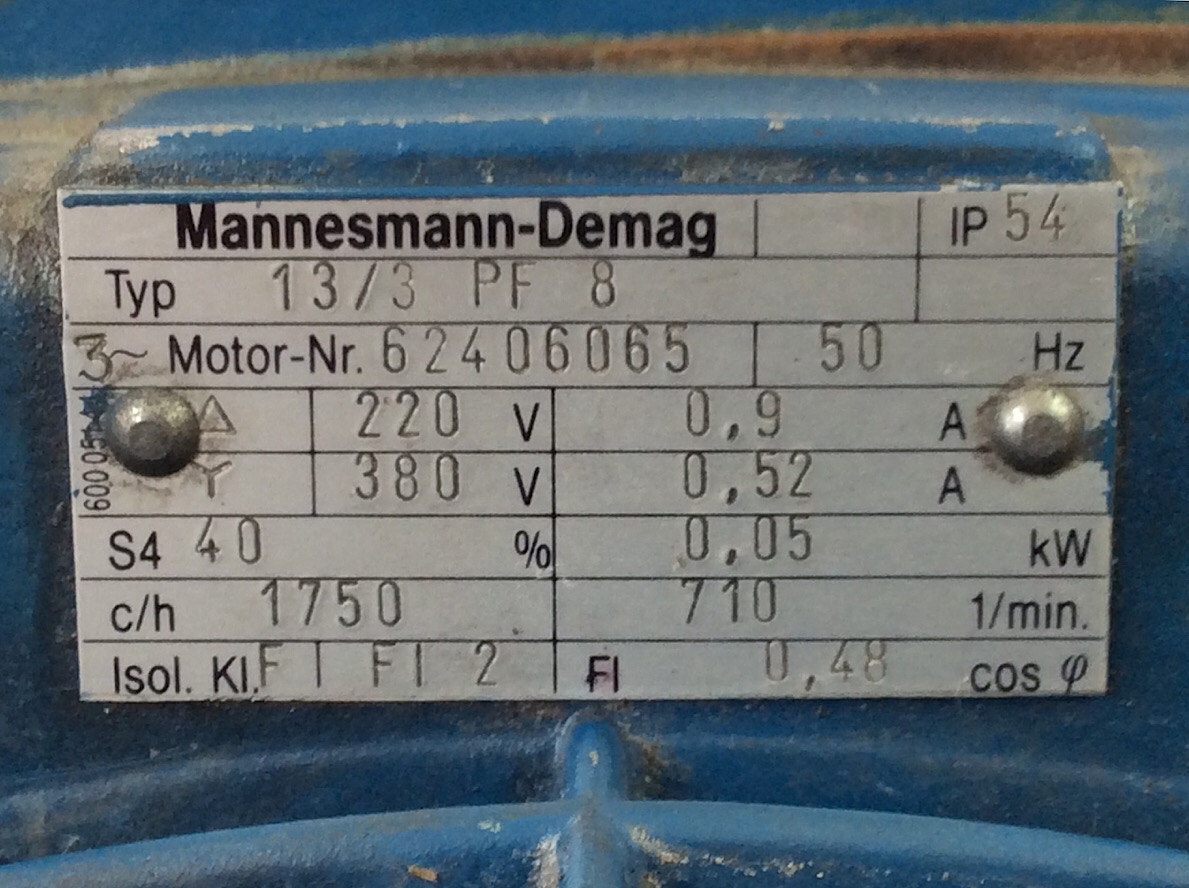 Mannesmann-Demag IP 54
Typ 13/3 PF 8
3~ Motor-Nr. 62406065 50 Hz
△ 220 V 0,9 A
Y 380 V 0,52 A
S4 40 % 0,05 kW
c/h 1750 710 1/min.
Isol. Kl. F FI 2 FI 0,48 cos φ